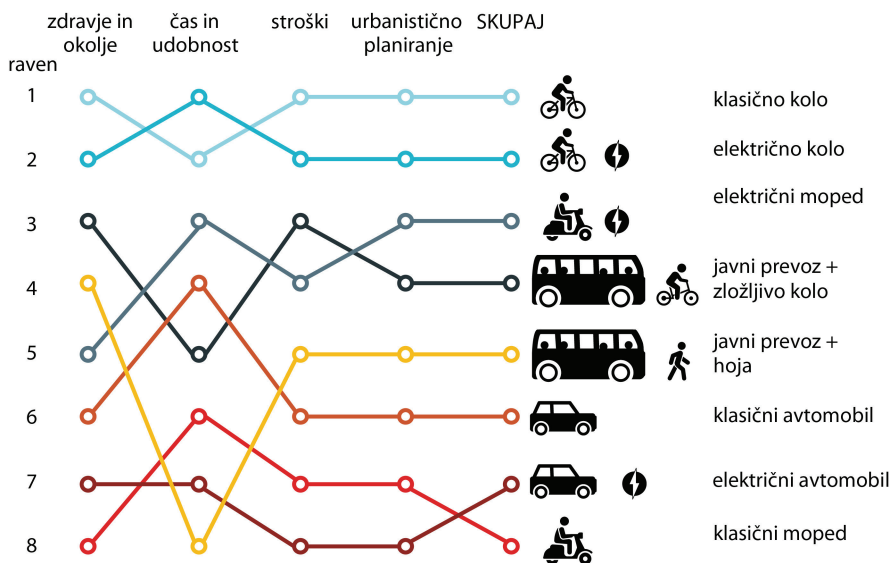 zdravje in
okolje
čas in
udobnost
stroški
urbanistično
planiranje
SKUPAJ
raven
1
klasično kolo
2
električno kolo
3
električni moped
4
javni prevoz +
zložljivo kolo
5
javni prevoz +
hoja
6
klasični avtomobil
7
električni avtomobil
8
klasični moped